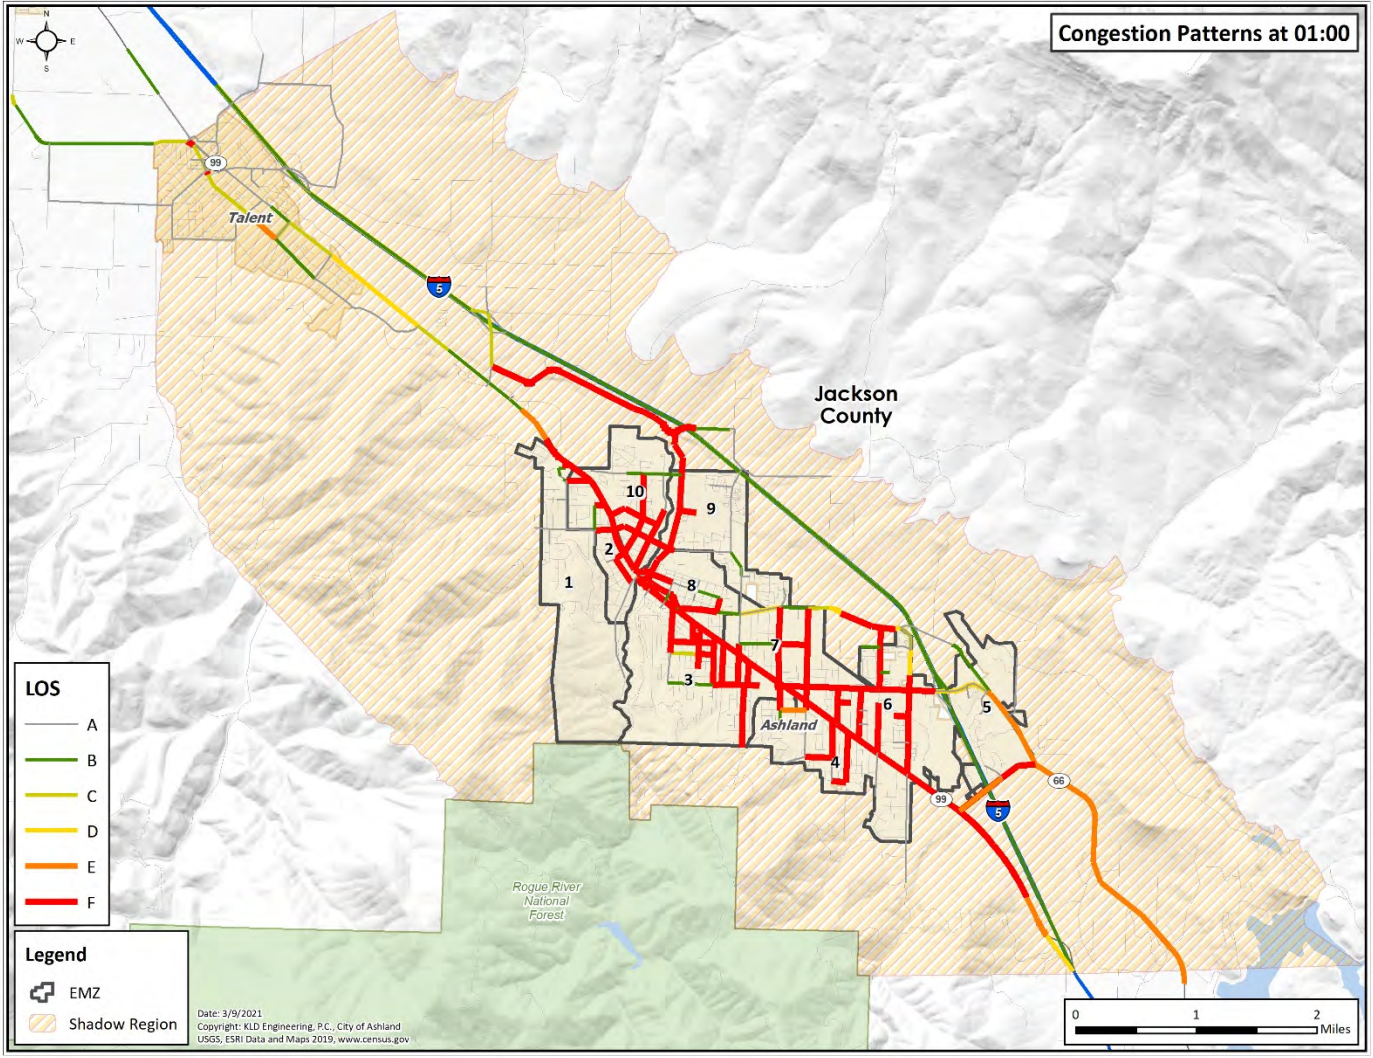 Congestion Patterns at 01:00
N
W
E
S
99
Talent
5
Jackson
County
10
9
2
1
8
7
3
6
5
Ashland
4
66
99
5
LOS
A
B
C
D
E
F
Rogue River
National
Forest
Legend
EMZ
Shadow Region
Date: 3/9/2021
Copyright: KLD Engineering, P.C., City of Ashland
USGS, ESRI Data and Maps 2019, www.census.gov
0
1
2
Miles